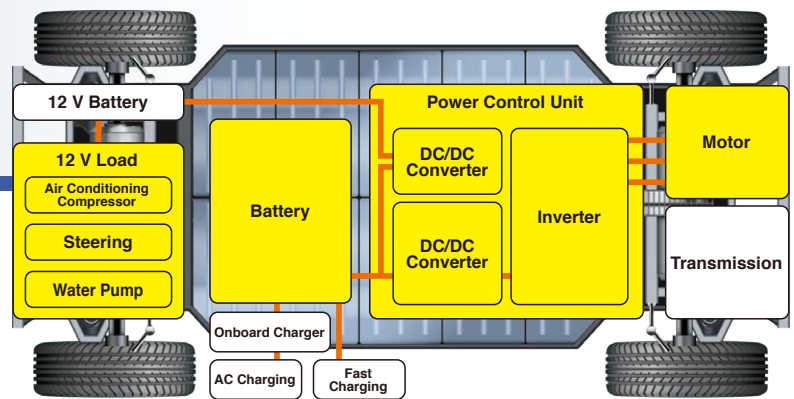 12 V Battery
12 V Load
Air Conditioning
Compressor
Steering
Water Pump
Battery
Onboard Charger
AC Charging
Fast
Charging
Power Control Unit
DC/DC
Converter
DC/DC
Converter
Inverter
Motor
Transmission